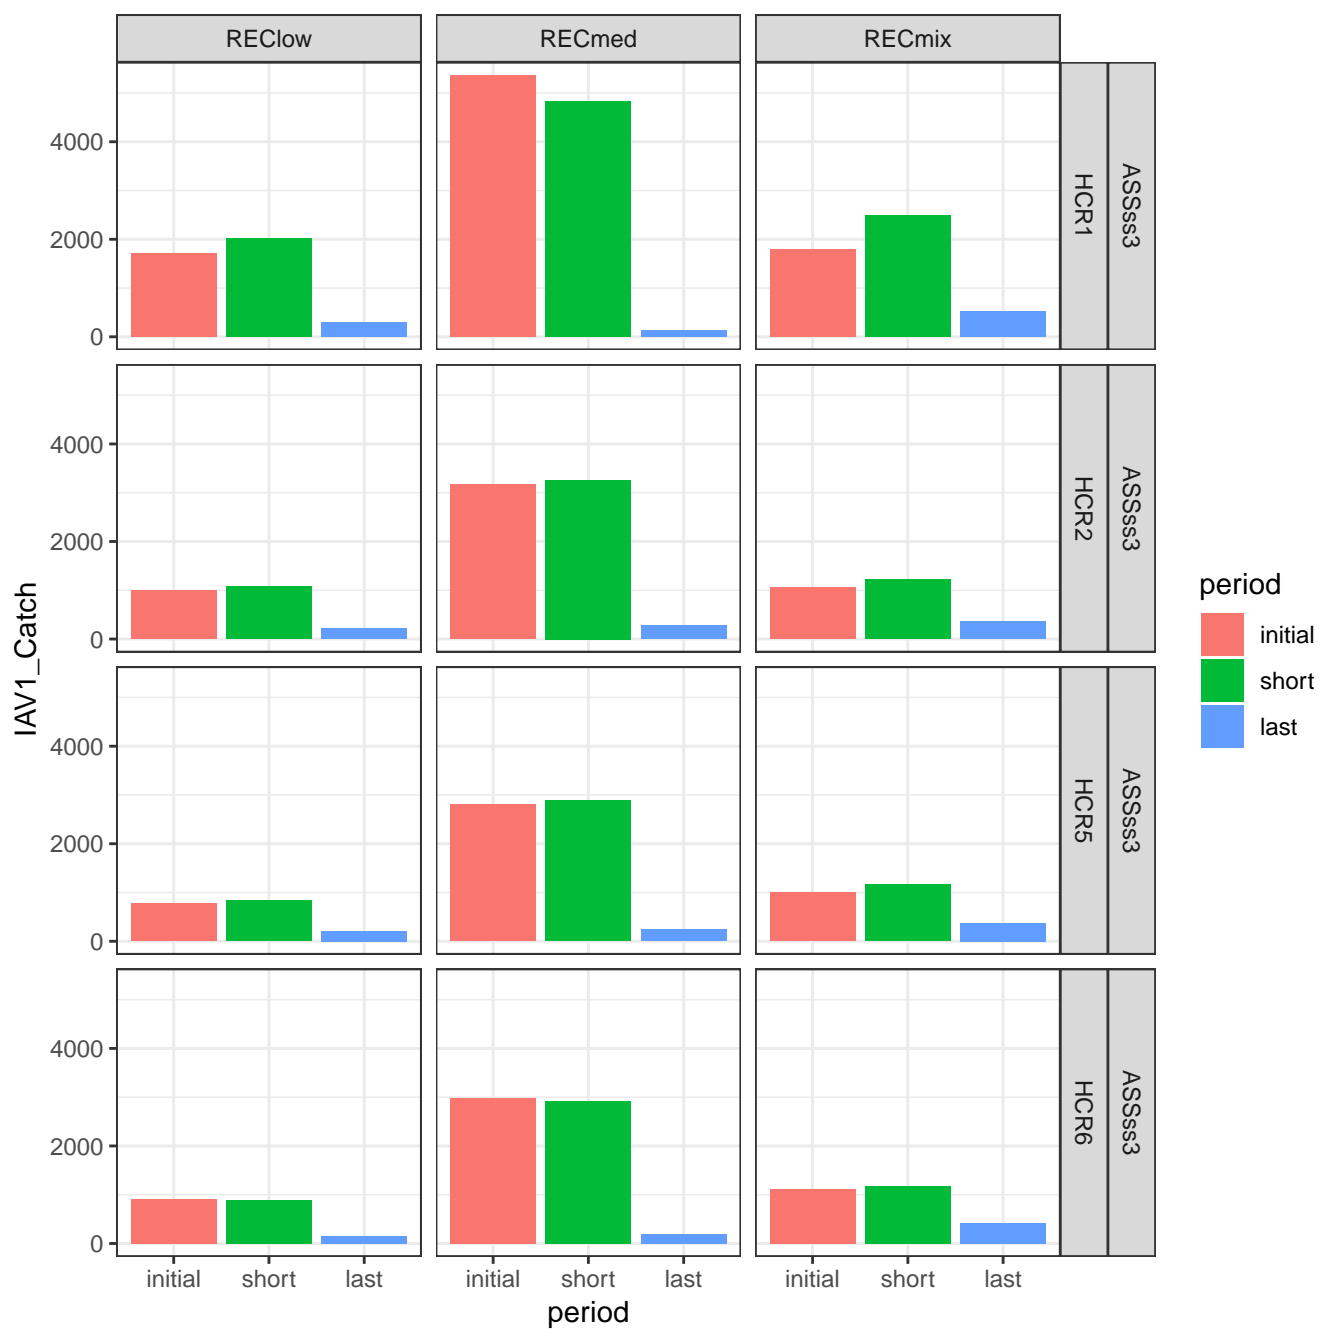 REClow RECmed RECmix
4000
2000
0
HCR1 ASSss3
4000
2000
0
HCR2 ASSss3
4000
2000
0
HCR5 ASSss3
4000
2000
0
HCR6 ASSss3
IAV1_Catch
initial short last initial short last initial short last
period
period
initial
short
last